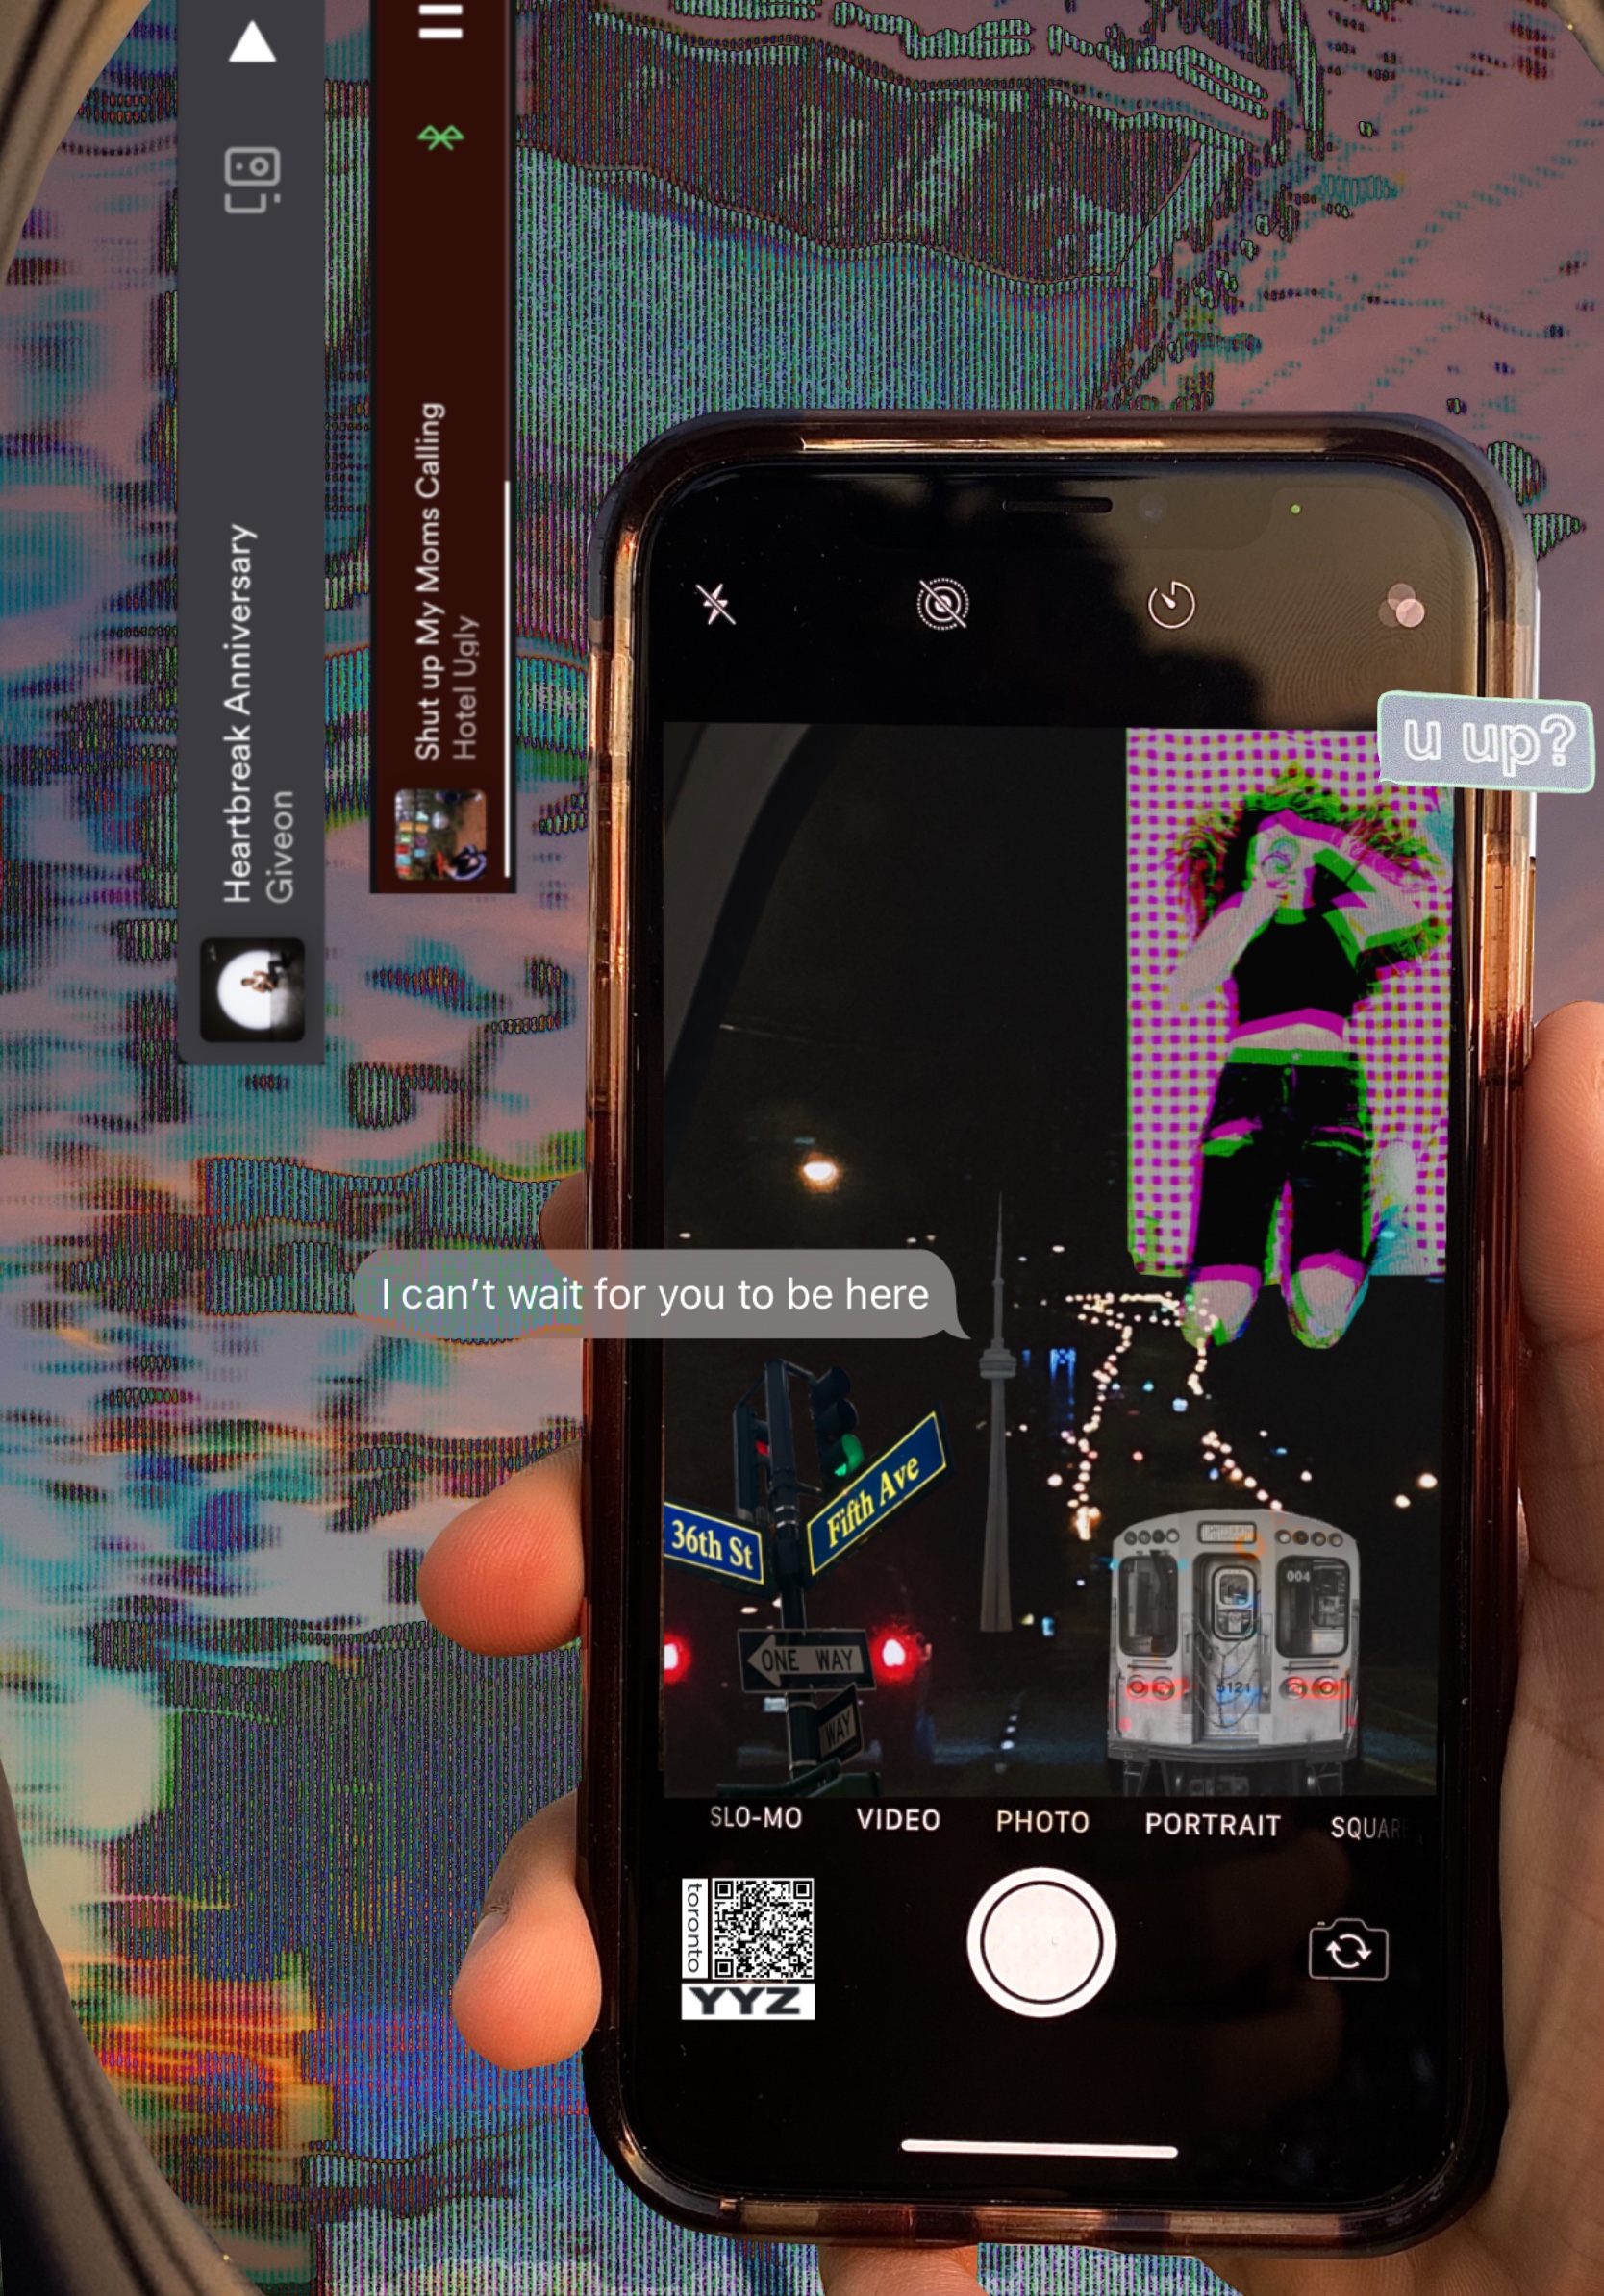 Heartbreak Anniversary
Giveon
Shut up My Moms Calling
Hotel Ugly
u up?
I can't wait for you to be here
36th St
Fifth Ave
ONE WAY
WAY
004
5121
SLO-MO
VIDEO
PHOTO
PORTRAIT
SQUAR
toronto
YYZ